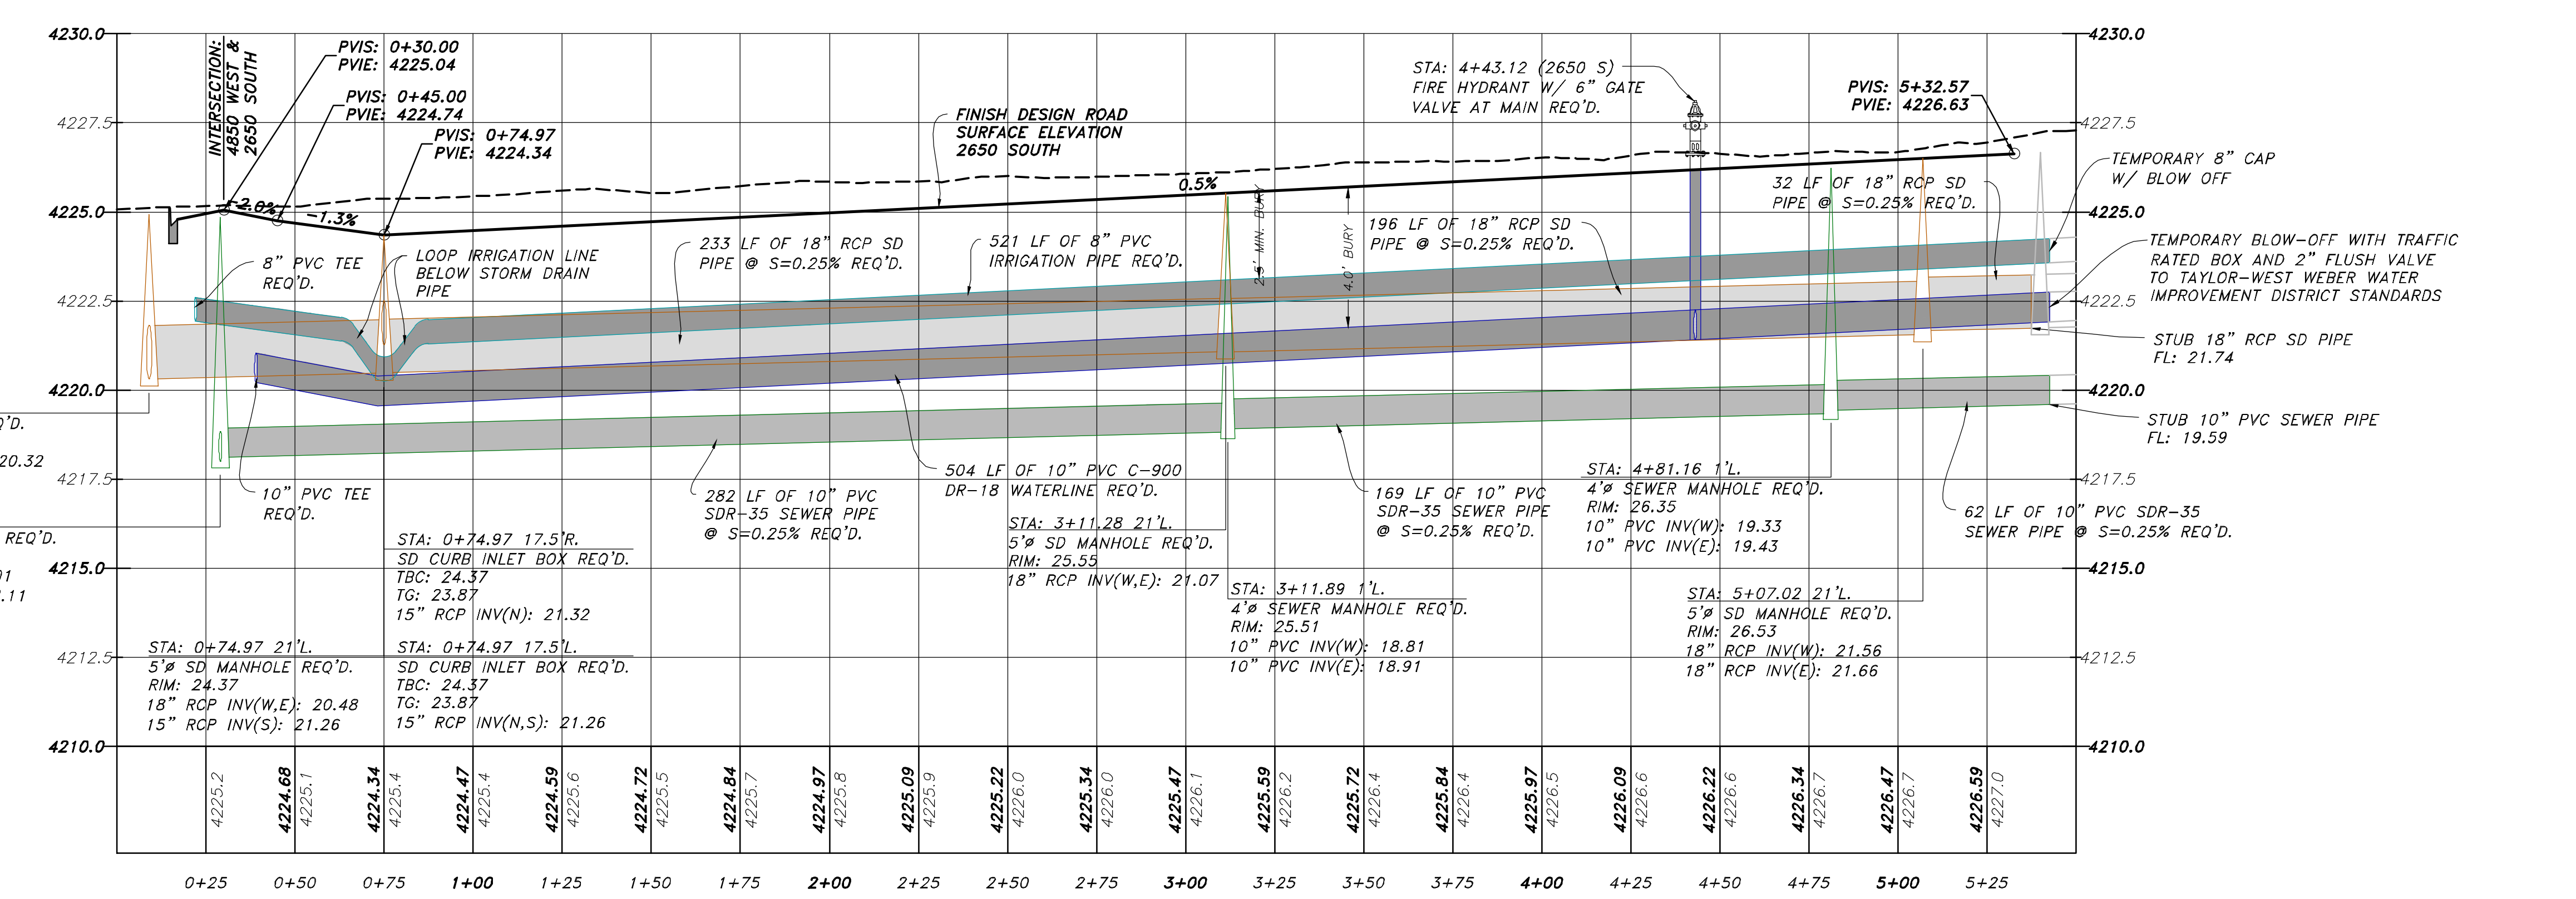 4230.0
4227.5
4225.0
4222.5
4220.0
4217.5
4215.0
4212.5
4210.0
INTERSECTION:
4850 WEST &
2650 SOUTH
PVIS: 0+30.00
PVIE: 4225.04
PVIS: 0+45.00
PVIE: 4224.74
PVIS: 0+74.97
PVIE: 4224.34
-2.0%
-1.3%
FINISH DESIGN ROAD
SURFACE ELEVATION
2650 SOUTH
0.5%
STA: 4+43.12 (2650 S)
FIRE HYDRANT W/ 6" GATE
VALVE AT MAIN REQ'D.
PVIS: 5+32.57
PVIE: 4226.63
4230.0
4227.5
4225.0
4222.5
4220.0
4217.5
4215.0
4212.5
4210.0
TEMPORARY 8" CAP
W/ BLOW OFF
TEMPORARY BLOW-OFF WITH TRAFFIC
RATED BOX AND 2" FLUSH VALVE
TO TAYLOR-WEST WEBER WATER
IMPROVEMENT DISTRICT STANDARDS
STUB 18" RCP SD PIPE
FL: 21.74
STUB 10" PVC SEWER PIPE
FL: 19.59
8" PVC TEE
REQ'D.
LOOP IRRIGATION LINE
BELOW STORM DRAIN
PIPE
233 LF OF 18" RCP SD
PIPE @ S=0.25% REQ'D.
521 LF OF 8" PVC
IRRIGATION PIPE REQ'D.
2.5' MIN. BURY
4.0' BURY
196 LF OF 18" RCP SD
PIPE @ S=0.25% REQ'D.
32 LF OF 18" RCP SD
PIPE @ S=0.25% REQ'D.
Q'D.
20.32
REQ'D.
.11
10" PVC TEE
REQ'D.
282 LF OF 10" PVC
SDR-35 SEWER PIPE
@ S=0.25% REQ'D.
504 LF OF 10" PVC C-900
DR-18 WATERLINE REQ'D.
169 LF OF 10" PVC
SDR-35 SEWER PIPE
@ S=0.25% REQ'D.
62 LF OF 10" PVC SDR-35
SEWER PIPE @ S=0.25% REQ'D.
STA: 0+74.97 17.5'R.
SD CURB INLET BOX REQ'D.
TBC: 24.37
TG: 23.87
15" RCP INV(N): 21.32
STA: 0+74.97 21'L.
5'ø SD MANHOLE REQ'D.
RIM: 24.37
18" RCP INV(W,E): 20.48
15" RCP INV(S): 21.26
STA: 0+74.97 17.5'L.
SD CURB INLET BOX REQ'D.
TBC: 24.37
TG: 23.87
15" RCP INV(N,S): 21.26
STA: 3+11.28 21'L.
5'ø SD MANHOLE REQ'D.
RIM: 25.55
18" RCP INV(W,E): 21.07
STA: 3+11.89 1'L.
4'ø SEWER MANHOLE REQ'D.
RIM: 25.51
10" PVC INV(W): 18.81
10" PVC INV(E): 18.91
STA: 4+81.16 1'L.
4'ø SEWER MANHOLE REQ'D.
RIM: 26.35
10" PVC INV(W): 19.33
10" PVC INV(E): 19.43
STA: 5+07.02 21'L.
5'ø SD MANHOLE REQ'D.
RIM: 26.53
18" RCP INV(W): 21.56
18" RCP INV(E): 21.66
4225.2
4224.68
4225.1
4224.34
4225.4
4224.47
4225.4
4224.59
4225.6
4224.72
4225.5
4224.84
4225.7
4224.97
4225.8
4225.09
4225.9
4225.22
4226.0
4225.34
4226.0
4225.47
4226.1
4225.59
4226.2
4225.72
4226.4
4225.84
4226.4
4225.97
4226.5
4226.09
4226.6
4226.22
4226.6
4226.34
4226.7
4226.47
4226.7
4226.59
4227.0
0+25 0+50 0+75 1+00 1+25 1+50 1+75 2+00 2+25 2+50 2+75 3+00 3+25 3+50 3+75 4+00 4+25 4+50 4+75 5+00 5+25